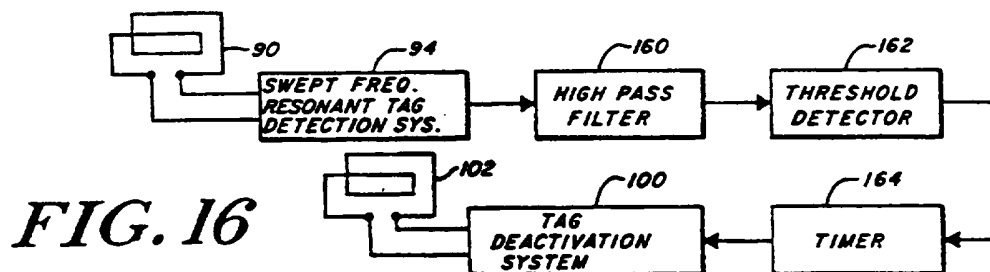 90
94
SWEPT FREQ.
RESONANT TAG
DETECTION SYS.
160
HIGH PASS
FILTER
162
THRESHOLD
DETECTOR
102
100
TAG
DEACTIVATION
SYSTEM
164
TIMER
FIG. 16